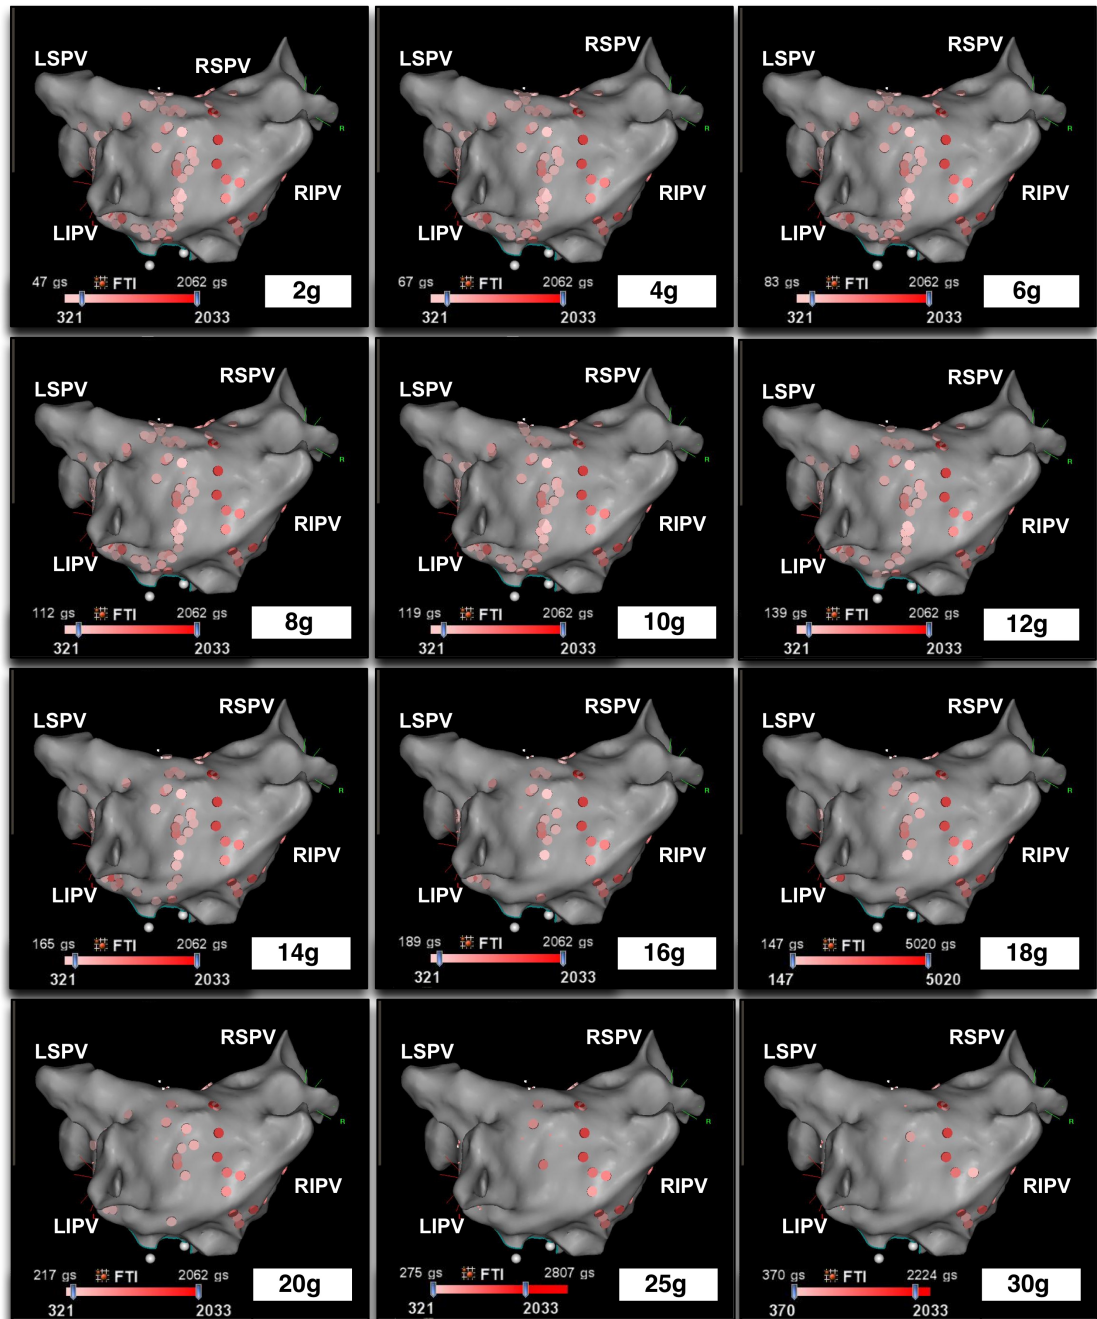 LSPV
RSPV
R
RIPV
LIPV
47 gs FTI 2062 gs
321 2033
2g
LSPV
RSPV
R
RIPV
LIPV
67 gs FTI 2062 gs
321 2033
4g
LSPV
RSPV
R
RIPV
LIPV
83 gs FTI 2062 gs
321 2033
6g
LSPV
RSPV
R
RIPV
LIPV
112 gs FTI 2062 gs
321 2033
8g
LSPV
RSPV
R
RIPV
LIPV
119 gs FTI 2062 gs
321 2033
10g
LSPV
RSPV
R
RIPV
LIPV
139 gs FTI 2062 gs
321 2033
12g
LSPV
RSPV
R
RIPV
LIPV
165 gs FTI 2062 gs
321 2033
14g
LSPV
RSPV
R
RIPV
LIPV
189 gs FTI 2062 gs
321 2033
16g
LSPV
RSPV
R
RIPV
LIPV
147 gs FTI 5020 gs
147 5020
18g
LSPV
RSPV
R
RIPV
LIPV
217 gs FTI 2062 gs
321 2033
20g
LSPV
RSPV
R
RIPV
LIPV
275 gs FTI 2807 gs
321 2033
25g
LSPV
RSPV
R
RIPV
LIPV
370 gs FTI 2224 gs
370 2033
30g